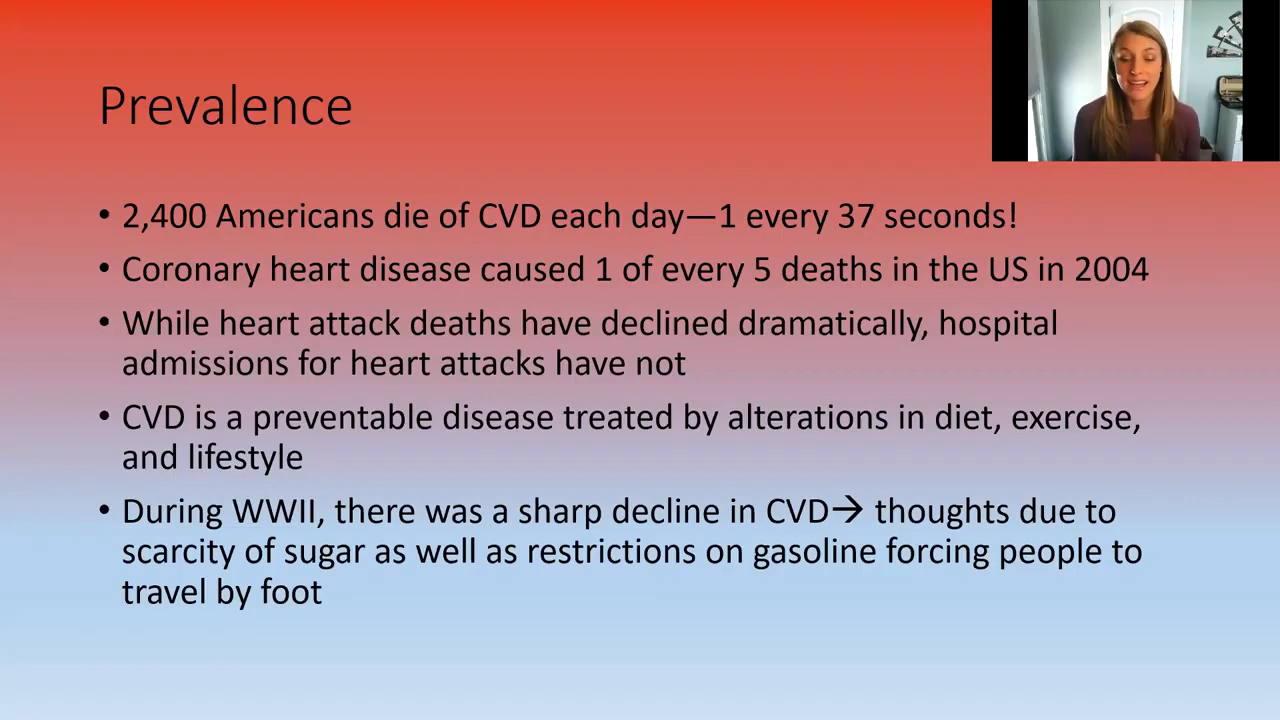 Prevalence
• 2,400 Americans die of CVD each day—1 every 37 seconds!
• Coronary heart disease caused 1 of every 5 deaths in the US in 2004
• While heart attack deaths have declined dramatically, hospital
admissions for heart attacks have not
• CVD is a preventable disease treated by alterations in diet, exercise,
and lifestyle
• During WWII, there was a sharp decline in CVD→ thoughts due to
scarcity of sugar as well as restrictions on gasoline forcing people to
travel by foot